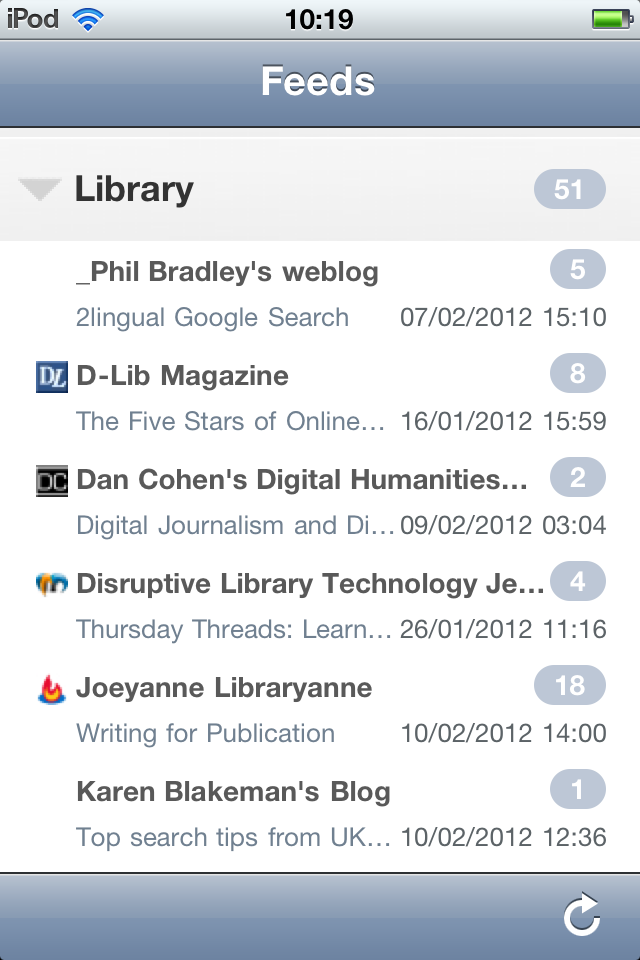 iPod 10:19
Feeds
Library 51
_Phil Bradley's weblog 5
2lingual Google Search 07/02/2012 15:10
DL D-Lib Magazine 8
The Five Stars of Online... 16/01/2012 15:59
DC Dan Cohen's Digital Humanities... 2
Digital Journalism and Di... 09/02/2012 03:04
Disruptive Library Technology Je... 4
Thursday Threads: Learn... 26/01/2012 11:16
Joeyanne Libraryanne 18
Writing for Publication 10/02/2012 14:00
Karen Blakeman's Blog 1
Top search tips from UK... 10/02/2012 12:36